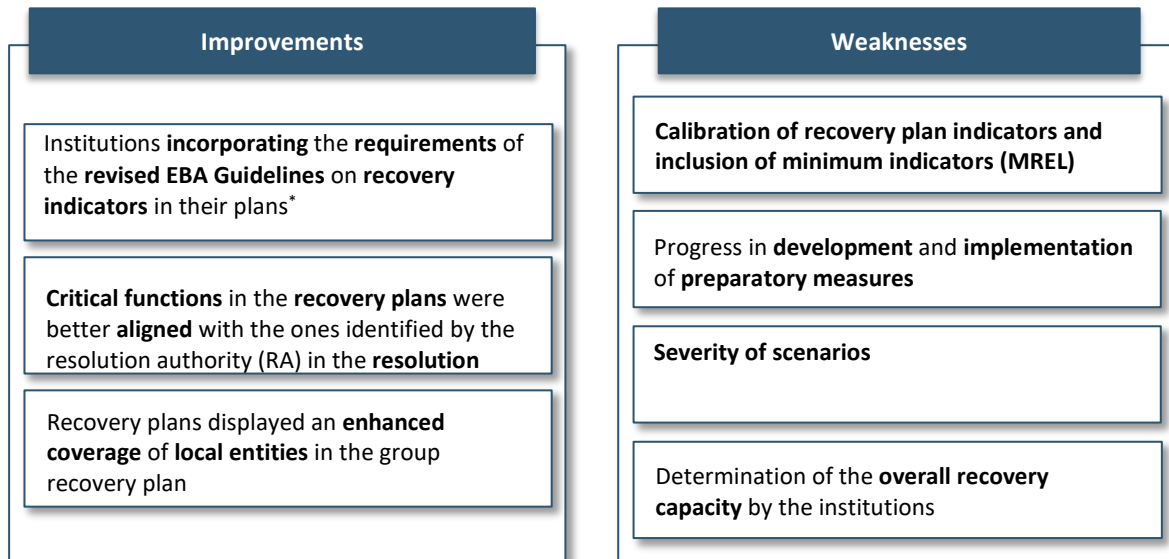 Improvements
Institutions incorporating the requirements of
the revised EBA Guidelines on recovery
indicators in their plans*
Critical functions in the recovery plans were
better aligned with the ones identified by the
resolution authority (RA) in the resolution
Recovery plans displayed an enhanced
coverage of local entities in the group
recovery plan
Weaknesses
Calibration of recovery plan indicators and
inclusion of minimum indicators (MREL)
Progress in development and implementation
of preparatory measures
Severity of scenarios
Determination of the overall recovery
capacity by the institutions